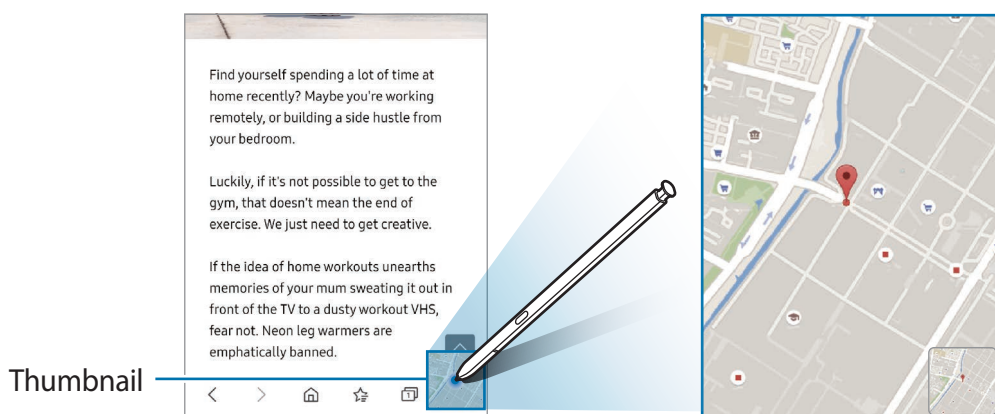 Find yourself spending a lot of time at
home recently? Maybe you're working
remotely, or building a side hustle from
your bedroom.
Luckily, if it's not possible to get to the
gym, that doesn't mean the end of
exercise. We just need to get creative.
If the idea of home workouts unearths
memories of your mum sweating it out in
front of the TV to a dusty workout VHS,
fear not. Neon leg warmers are
emphatically banned.
Thumbnail
1